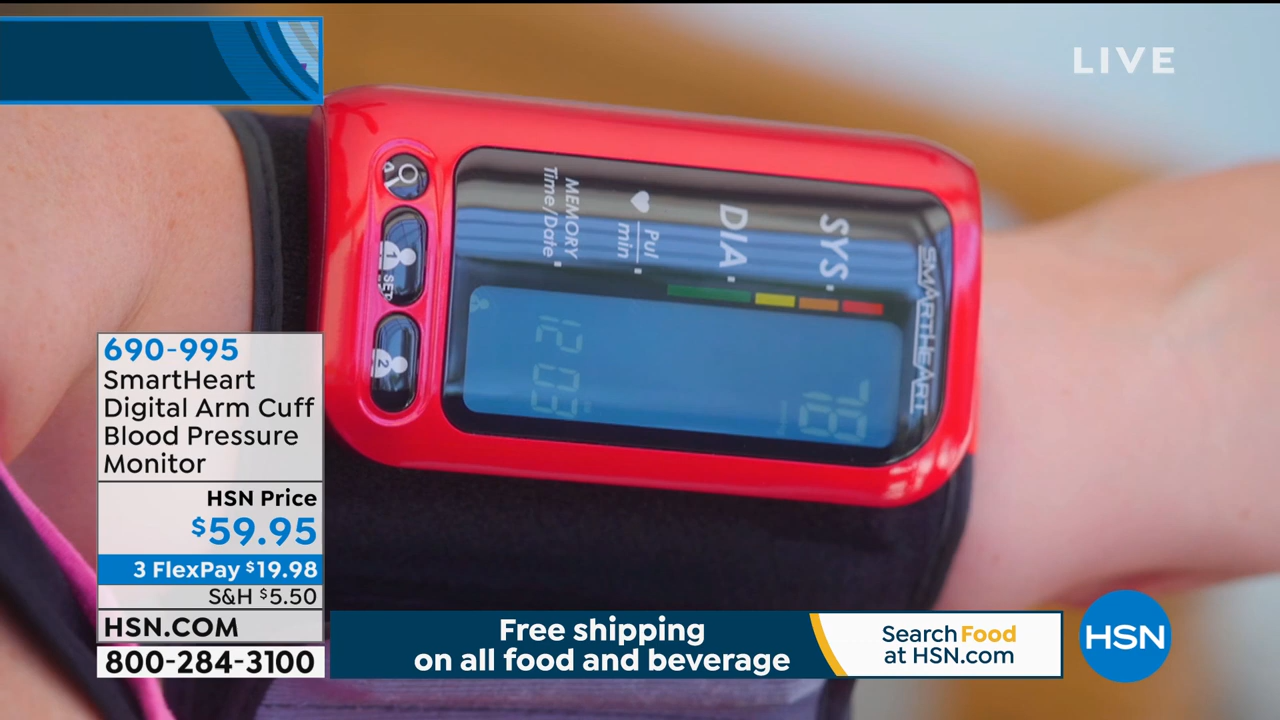 LIVE
SMARTHEART
SYS.
DIA.
Pul
min
MEMORY
Time/Date
1
SET
2
78
12 03
690-995
SmartHeart
Digital Arm Cuff
Blood Pressure
Monitor
HSN Price
$59.95
3 FlexPay $19.98
S&H $5.50
HSN.COM
800-284-3100
Free shipping
on all food and beverage
Search Food
at HSN.com
HSN